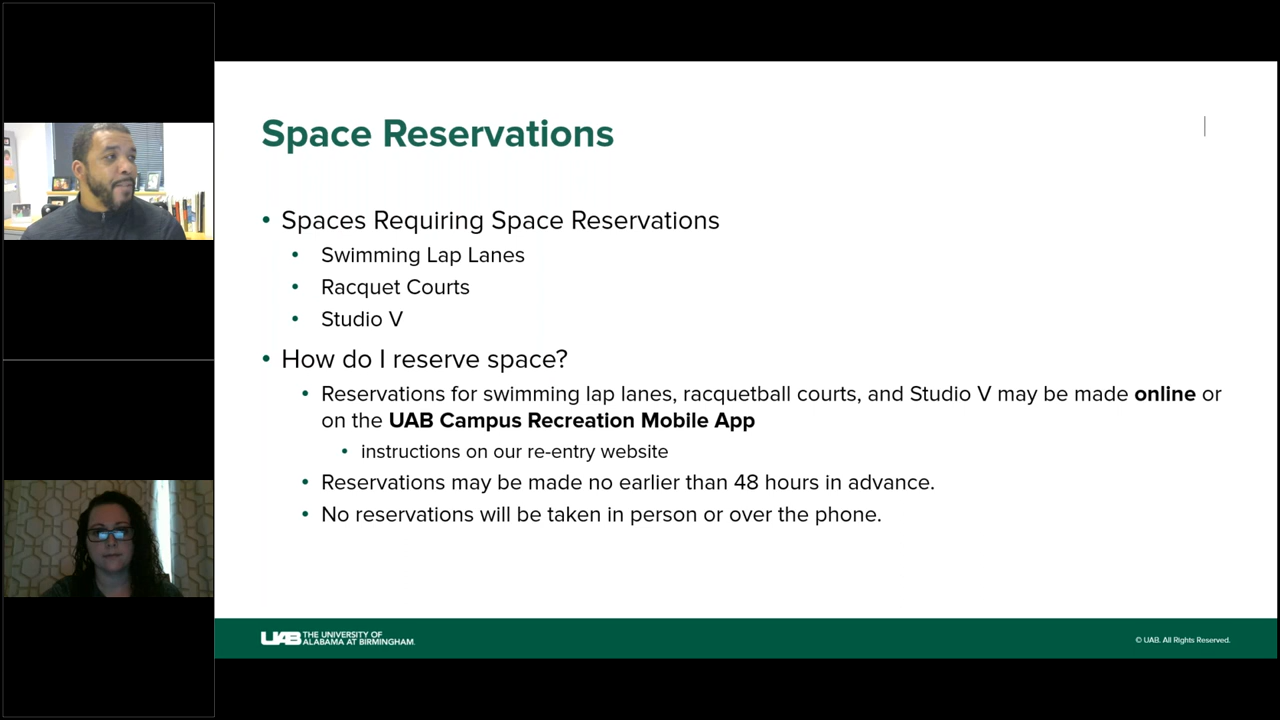 Space Reservations
• Spaces Requiring Space Reservations
• Swimming Lap Lanes
• Racquet Courts
• Studio V
• How do I reserve space?
• Reservations for swimming lap lanes, racquetball courts, and Studio V may be made online or
on the UAB Campus Recreation Mobile App
• instructions on our re-entry website
• Reservations may be made no earlier than 48 hours in advance.
• No reservations will be taken in person or over the phone.
UAB THE UNIVERSITY OF
ALABAMA AT BIRMINGHAM.
© UAB. All Rights Reserved.